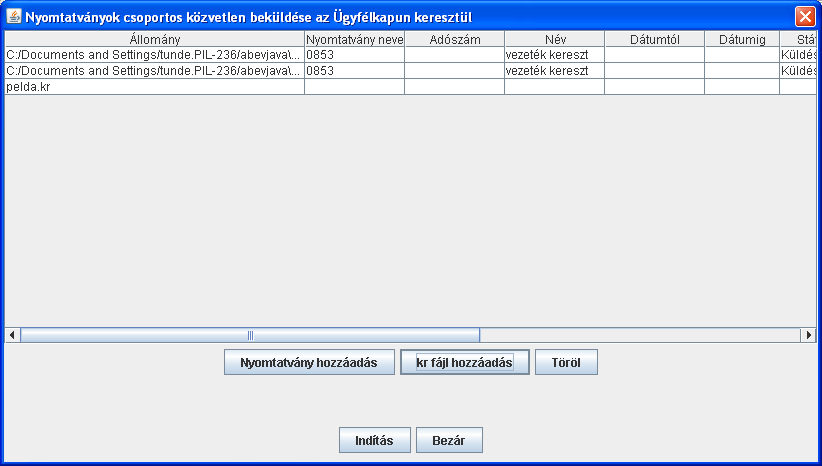 Nyomtatványok csoportos közvetlen beküldése az Ügyfélkapun keresztül
Állomány Nyomtatvány neve Adószám Név Dátumtól Dátumig Stá
C:/Documents and Settings/tunde.PIL-236/abevjava\... 0853 vezeték kereszt Küldés
C:/Documents and Settings/tunde.PIL-236/abevjava\... 0853 vezeték kereszt Küldés
pelda.kr
Nyomtatvány hozzáadás kr fájl hozzáadás Töröl
Indítás Bezár